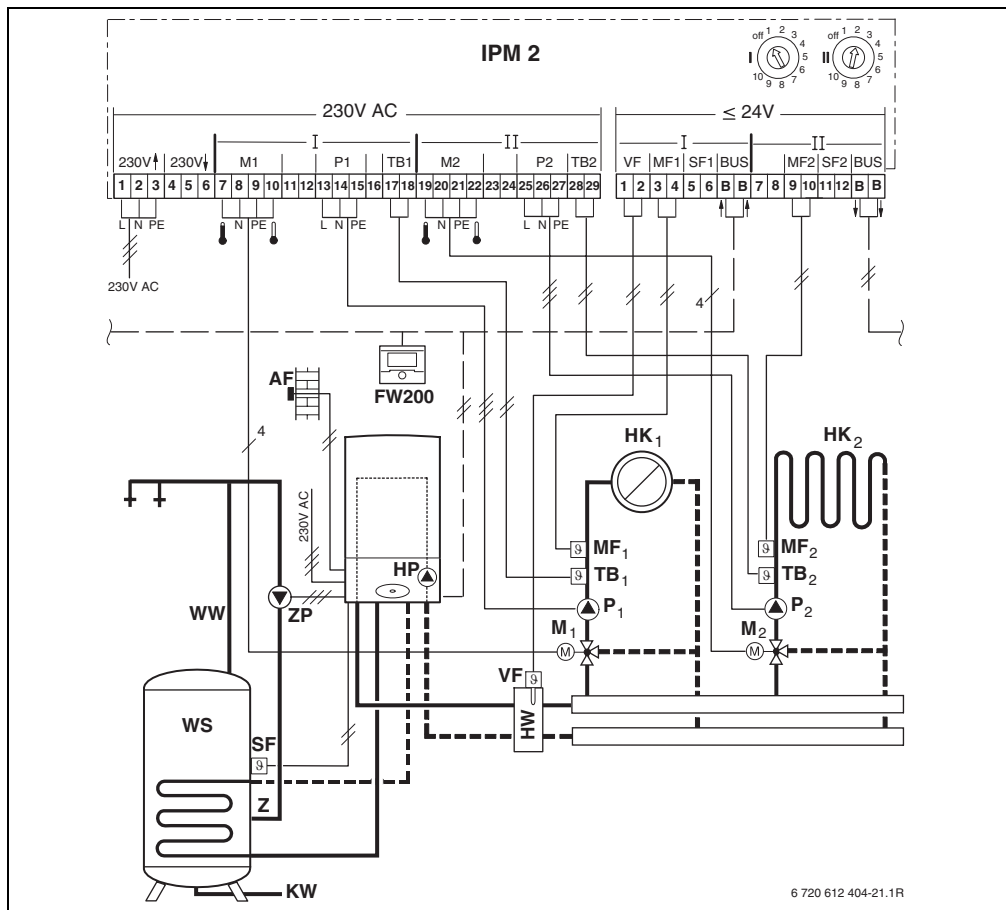 IPM 2
off 1 2 3 4 5 6 7 8 9 10
I
off 1 2 3 4 5 6 7 8 9 10
II
230V AC
≤ 24V
I II I II
230V 230V M1 P1 TB1 M2 P2 TB2 VF MF1 SF1 BUS MF2 SF2 BUS
1 2 3 4 5 6 7 8 9 10 11 12 13 14 15 16 17 18 19 20 21 22 23 24 25 26 27 28 29 1 2 3 4 5 6 B B 7 8 9 10 11 12 B B
L N PE N PE L N PE N PE L N PE
230V AC
4
FW200
AF
4
HK1
HK2
230V AC
MF1
MF2
HP
TB1
TB2
WW
ZP
P1
P2
M1
M
M2
M
VF
HW
WS
SF
Z
KW
6 720 612 404-21.1R